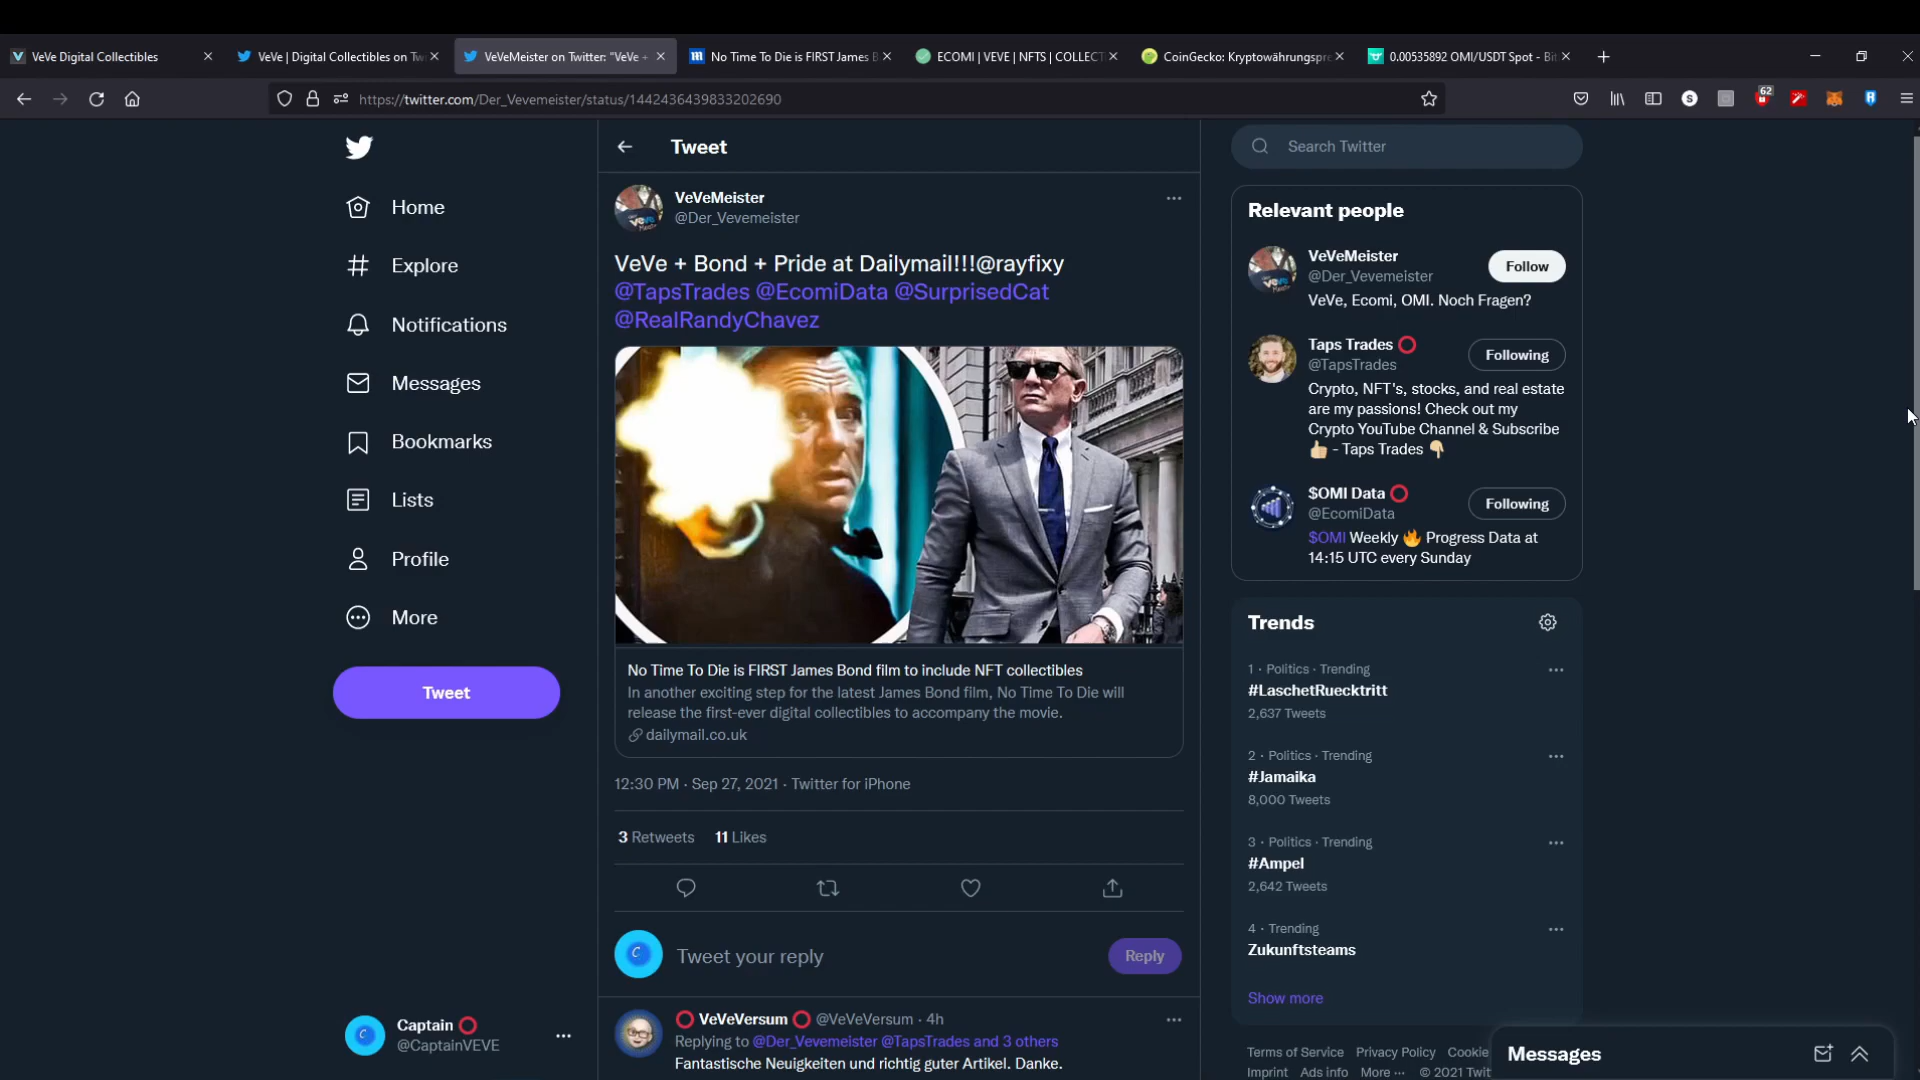 VeVe Digital Collectibles
VeVe | Digital Collectibles on Tw
VeVeMeister on Twitter: "VeVe +
No Time To Die is FIRST James B
ECOMI | VEVE | NFTS | COLLECT
CoinGecko: Kryptowährungspre
0.00535892 OMI/USDT Spot - Bi
https://twitter.com/Der_Vevemeister/status/1442436439833202690
62
Home
Explore
Notifications
Messages
Bookmarks
Lists
Profile
More
Tweet
Captain
@CaptainVEVE
Tweet
VeVeMeister
@Der_Vevemeister
VeVe + Bond + Pride at Dailymail!!!@rayfixy
@TapsTrades @EcomiData @SurprisedCat
@RealRandyChavez
No Time To Die is FIRST James Bond film to include NFT collectibles
In another exciting step for the latest James Bond film, No Time To Die will
release the first-ever digital collectibles to accompany the movie.
dailymail.co.uk
12:30 PM · Sep 27, 2021 · Twitter for iPhone
3 Retweets 11 Likes
Tweet your reply
Reply
VeVeVersum @VeVeVersum · 4h
Replying to @Der_Vevemeister @TapsTrades and 3 others
Fantastische Neuigkeiten und richtig guter Artikel. Danke.
Search Twitter
Relevant people
VeVeMeister
@Der_Vevemeister
Follow
VeVe, Ecomi, OMI. Noch Fragen?
Taps Trades
@TapsTrades
Following
Crypto, NFT's, stocks, and real estate
are my passions! Check out my
Crypto YouTube Channel & Subscribe
👍🏼 - Taps Trades 👇🏼
$OMI Data
@EcomiData
Following
$OMI Weekly 🔥 Progress Data at
14:15 UTC every Sunday
Trends
1 · Politics · Trending
#LaschetRuecktritt
2,637 Tweets
2 · Politics · Trending
#Jamaika
8,000 Tweets
3 · Politics · Trending
#Ampel
2,642 Tweets
4 · Trending
Zukunftsteams
Show more
Terms of Service Privacy Policy Cookie
Imprint Ads info More ··· © 2021 Twit
Messages